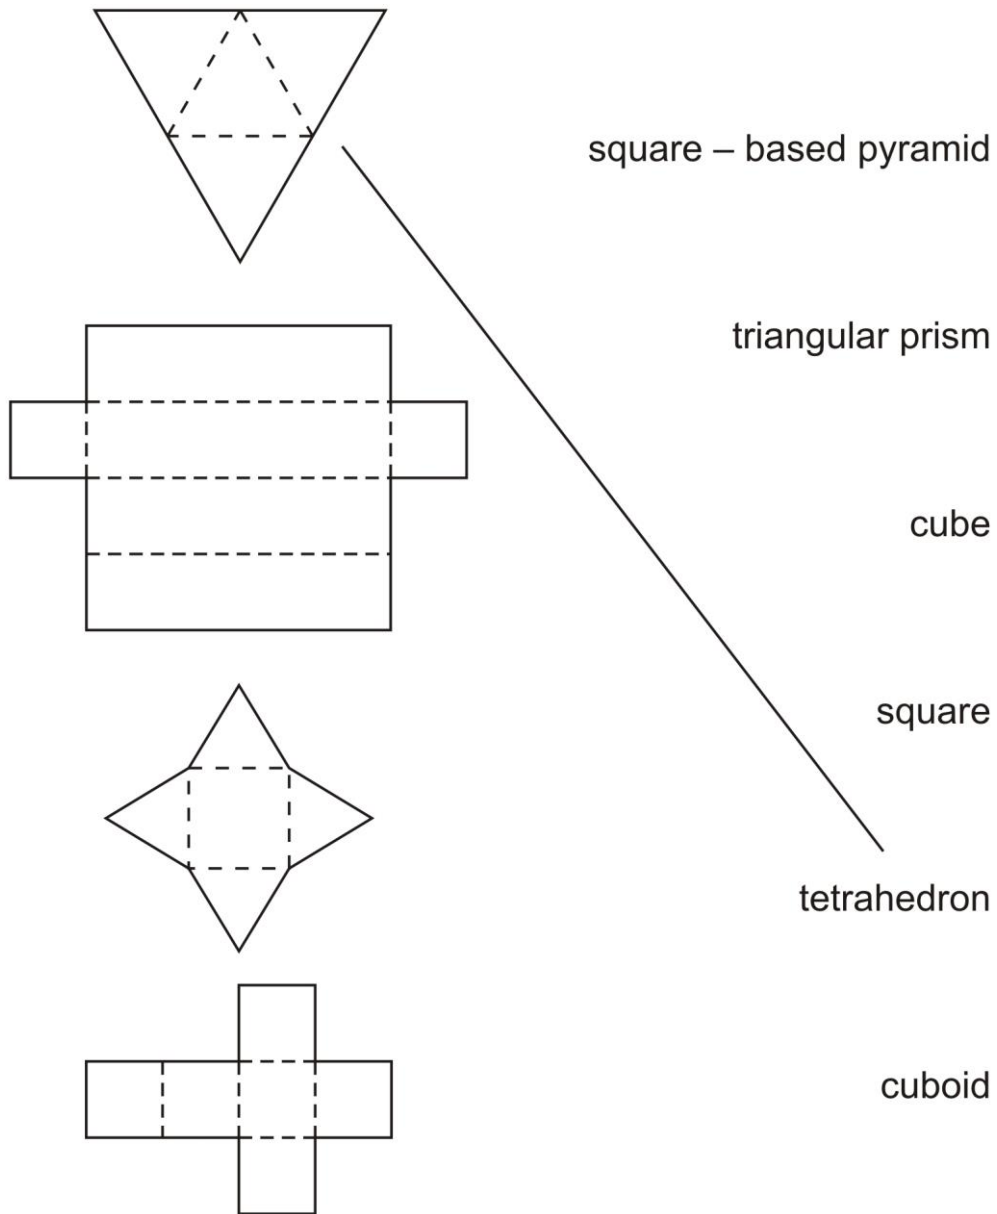 square – based pyramid
triangular prism
cube
square
tetrahedron
cuboid